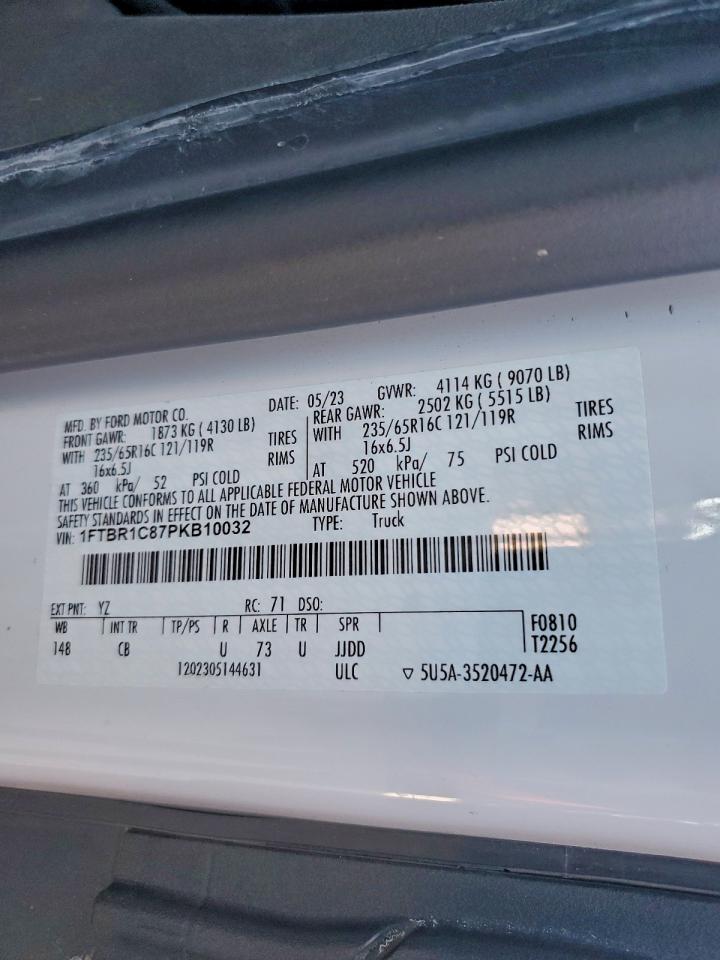 MFD. BY FORD MOTOR CO. DATE: 05/23 GVWR: 4114 KG ( 9070 LB)
FRONT GAWR: 1873 KG ( 4130 LB) REAR GAWR: 2502 KG ( 5515 LB)
WITH 235/65R16C 121/119R TIRES WITH 235/65R16C 121/119R TIRES
16x6.5J RIMS 16x6.5J RIMS
AT 360 kPa/ 52 PSI COLD AT 520 kPa/ 75 PSI COLD
THIS VEHICLE CONFORMS TO ALL APPLICABLE FEDERAL MOTOR VEHICLE
SAFETY STANDARDS IN EFFECT ON THE DATE OF MANUFACTURE SHOWN ABOVE.
VIN: 1FTBR1C87PKB10032 TYPE: Truck
EXT PNT: YZ RC: 71 DSO:
WB INT TR TP/PS R AXLE TR SPR F0810
148 CB U 73 U JJDD T2256
1202305144631 ULC ▽ 5U5A-3520472-AA